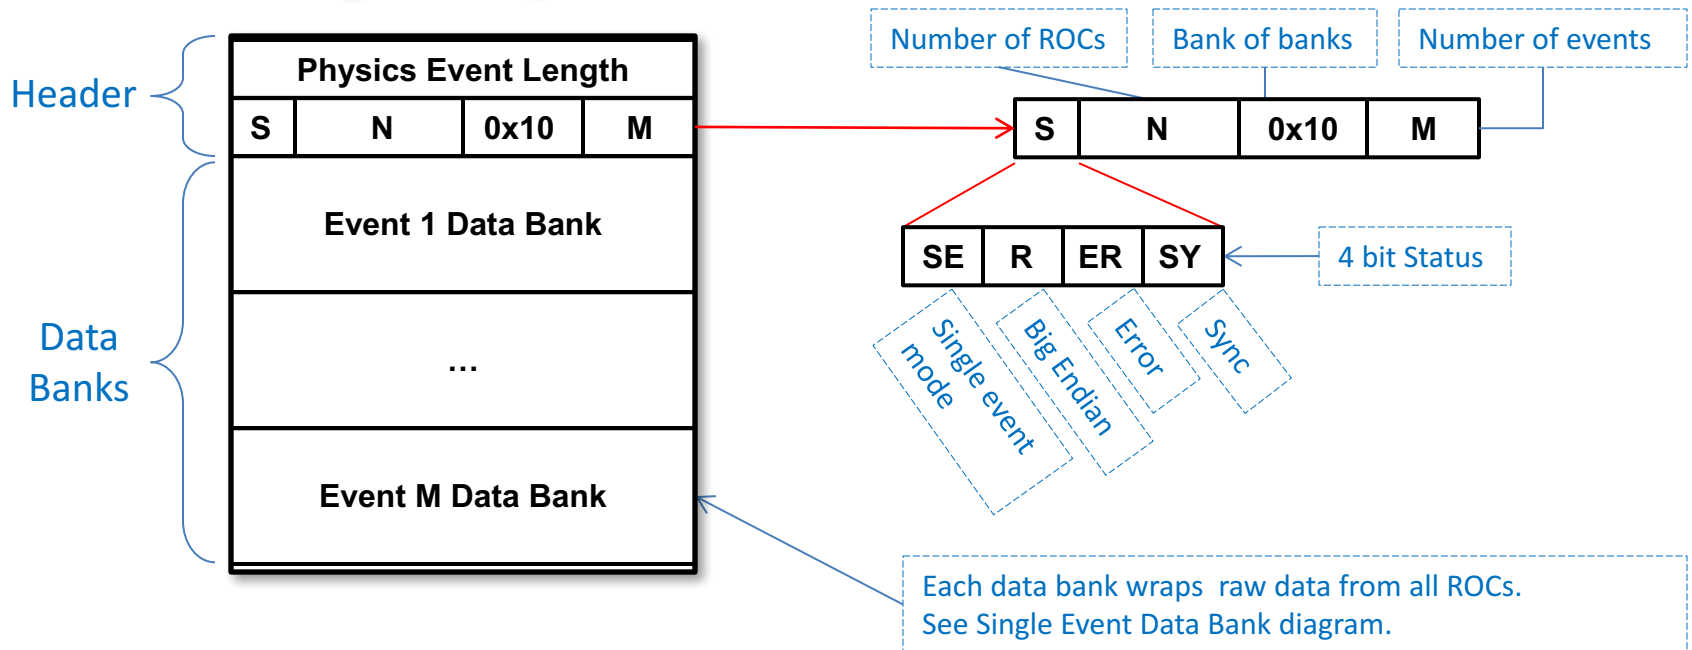 Header
Physics Event Length
S N 0x10 M
Data
Banks
Event 1 Data Bank
...
Event M Data Bank
Number of ROCs
Bank of banks
Number of events
S N 0x10 M
SE R ER SY
4 bit Status
Single event
mode
Big Endian
Error
Sync
Each data bank wraps raw data from all ROCs.
See Single Event Data Bank diagram.